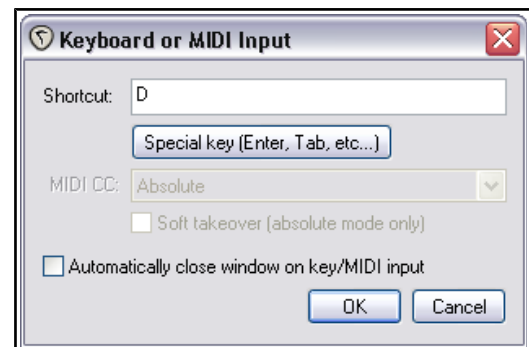 Keyboard or MIDI Input
Shortcut: D
Special key (Enter, Tab, etc...)
MIDI CC: Absolute
Soft takeover (absolute mode only)
Automatically close window on key/MIDI input
OK Cancel